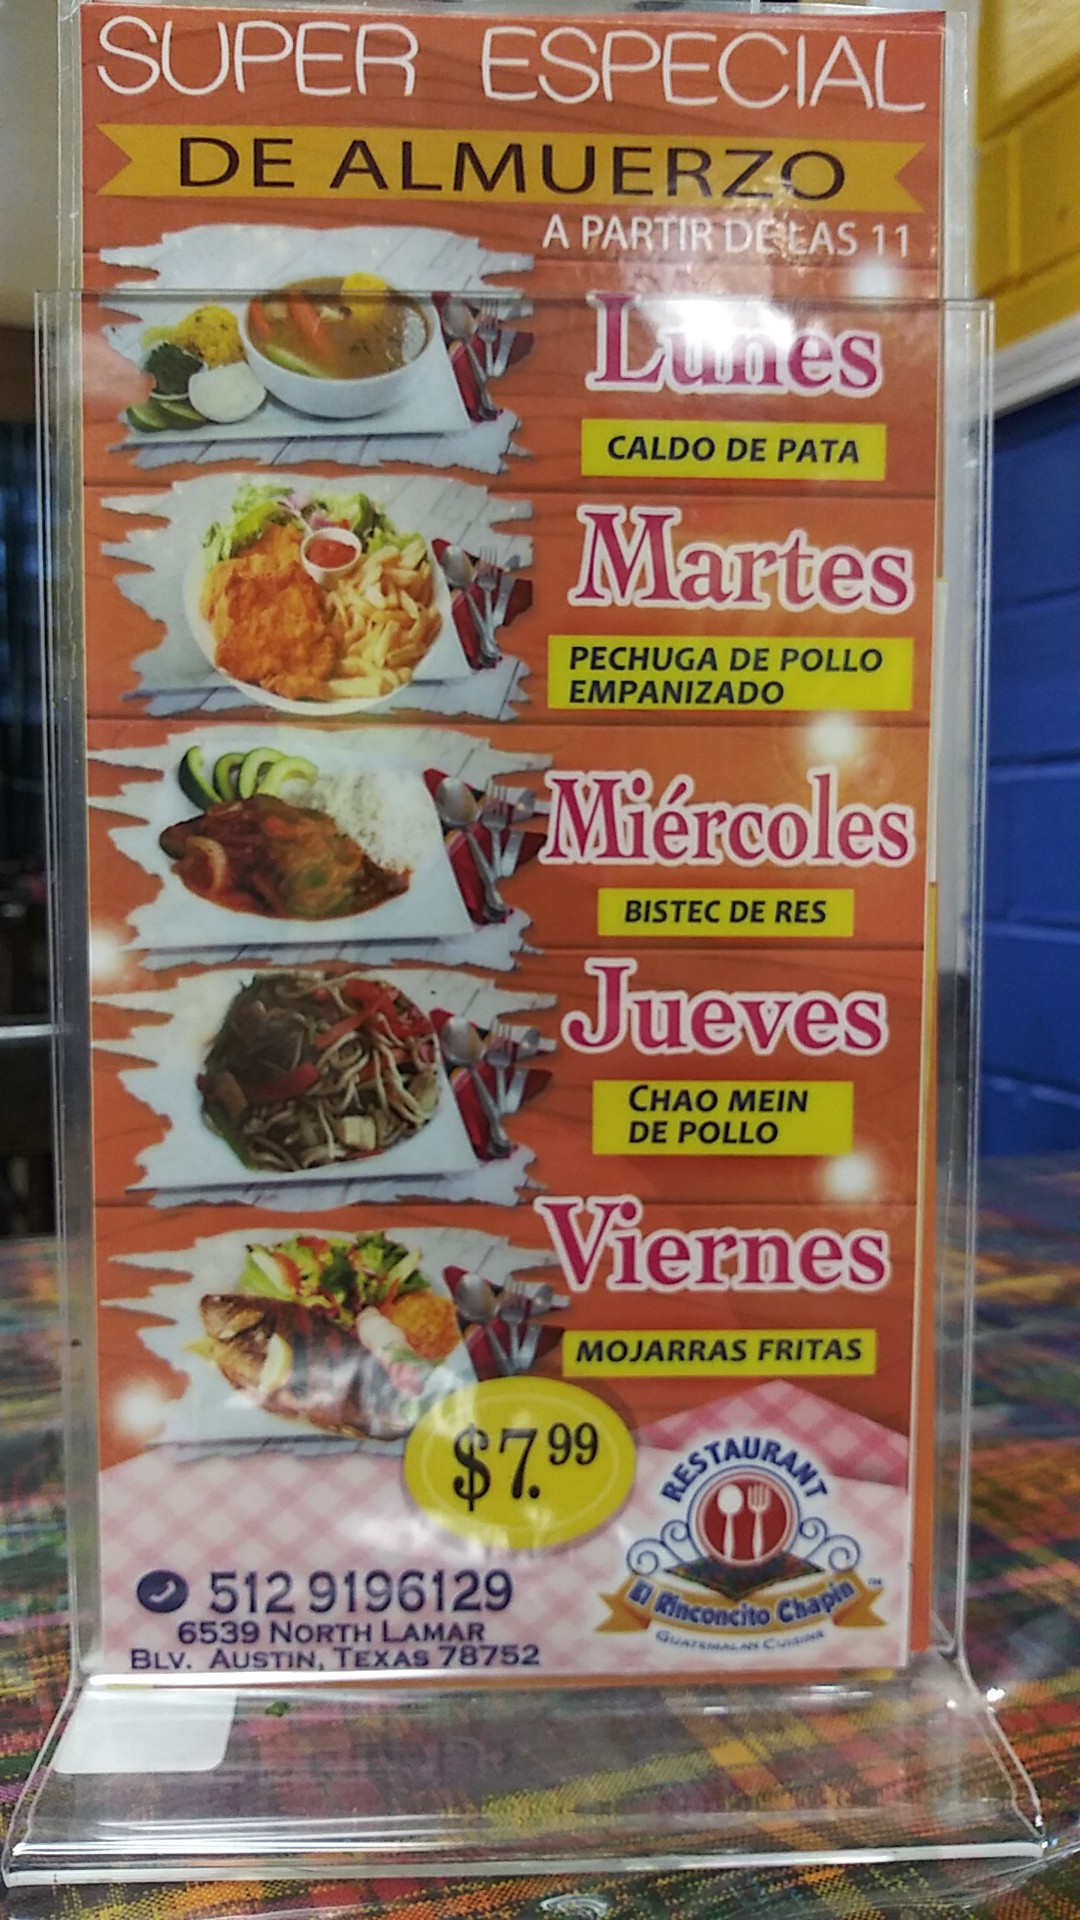 SUPER ESPECIAL
DE ALMUERZO
A PARTIR DE LAS 11
Lunes
CALDO DE PATA
Martes
PECHUGA DE POLLO
EMPANIZADO
Miércoles
BISTEC DE RES
Jueves
CHAO MEIN
DE POLLO
Viernes
MOJARRAS FRITAS
$7.99
RESTAURANT
El Rinconcito Chapin ™
GUATEMALAN CUISINE
512 9196129
6539 NORTH LAMAR
BLV. AUSTIN, TEXAS 78752